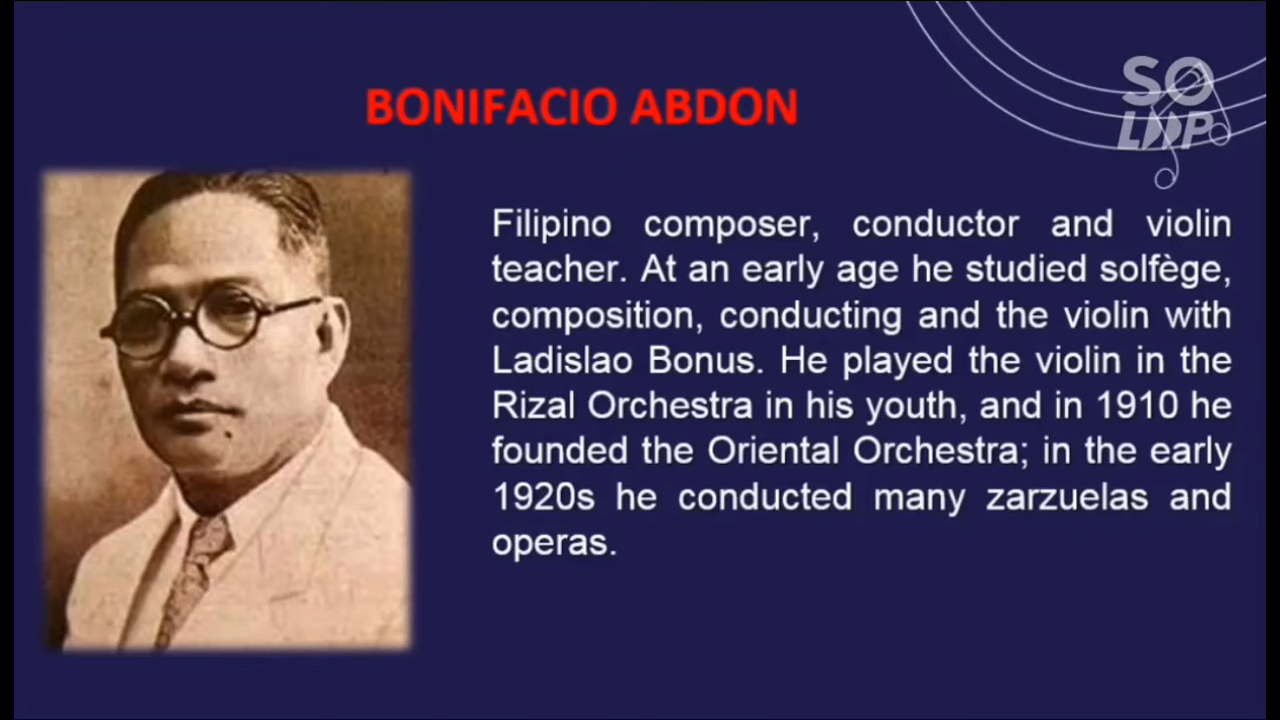 SO
LMP
BONIFACIO ABDON
Filipino composer, conductor and violin
teacher. At an early age he studied solfège,
composition, conducting and the violin with
Ladislao Bonus. He played the violin in the
Rizal Orchestra in his youth, and in 1910 he
founded the Oriental Orchestra; in the early
1920s he conducted many zarzuelas and
operas.